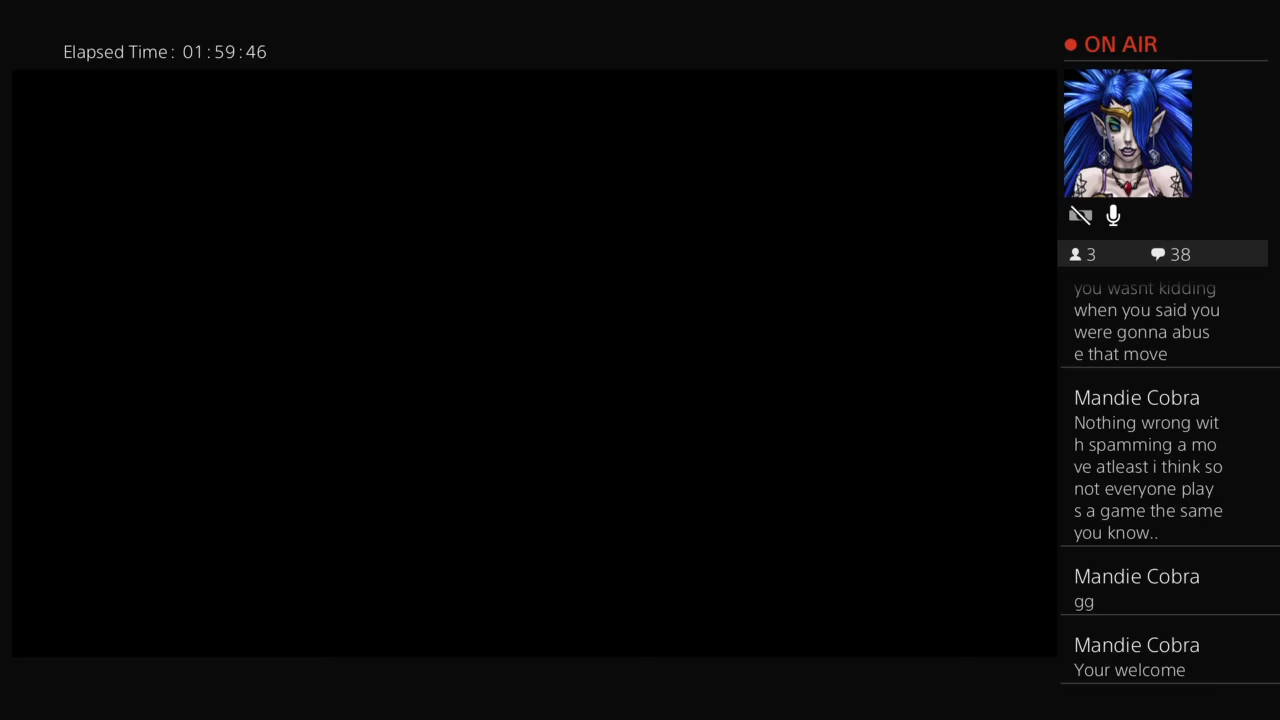 Elapsed Time: 01:59:46
ON AIR
3 38
you wasnt kidding
when you said you
were gonna abus
e that move
Mandie Cobra
Nothing wrong wit
h spamming a mo
ve atleast i think so
not everyone play
s a game the same
you know..
Mandie Cobra
gg
Mandie Cobra
Your welcome